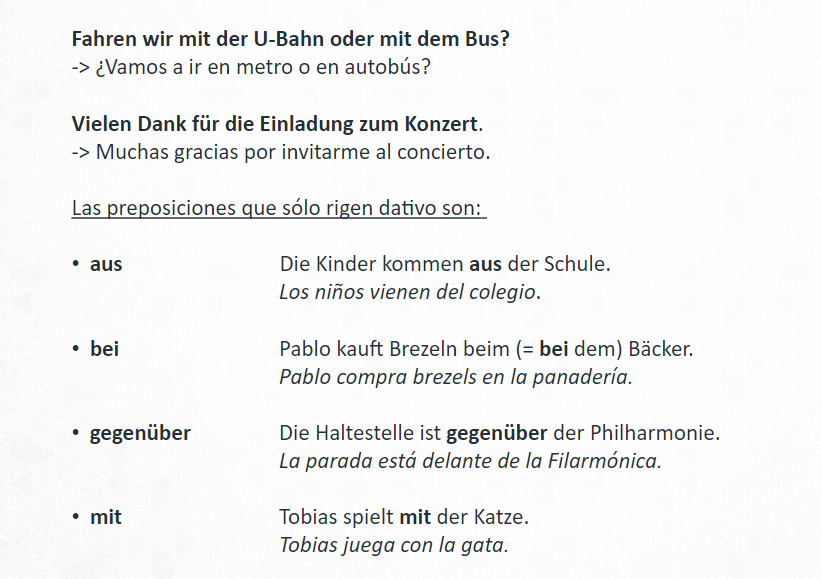 Fahren wir mit der U-Bahn oder mit dem Bus?
-> ¿Vamos a ir en metro o en autobús?
Vielen Dank für die Einladung zum Konzert.
-> Muchas gracias por invitarme al concierto.
Las preposiciones que sólo rigen dativo son:
• aus Die Kinder kommen aus der Schule.
Los niños vienen del colegio.
• bei Pablo kauft Brezeln beim (= bei dem) Bäcker.
Pablo compra brezels en la panadería.
• gegenüber Die Haltestelle ist gegenüber der Philharmonie.
La parada está delante de la Filarmónica.
• mit Tobias spielt mit der Katze.
Tobias juega con la gata.